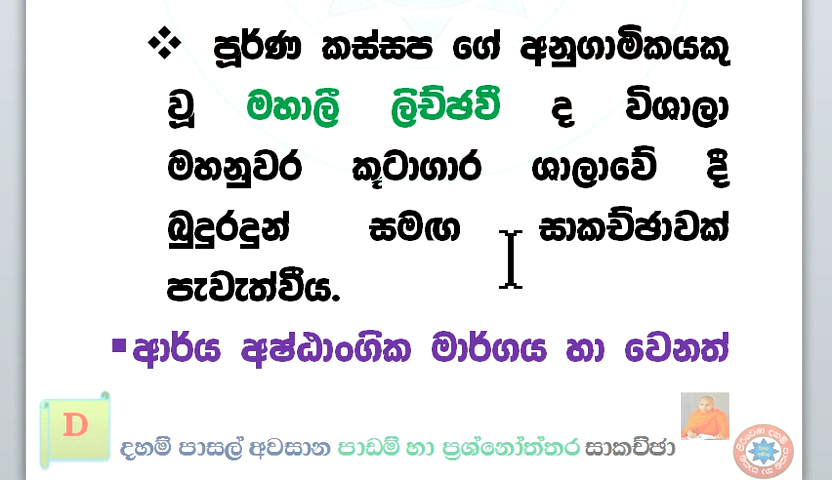 ❖ පූර්ණ කස්සප ගේ අනුගාමිකයකු
වූ මහාලී ලිච්ඡවී ද විශාලා
මහනුවර කූටාගාර ශාලාවේ දී
බුදුරදුන් සමඟ සාකච්ඡාවක්
පැවැත්වීය.
▪ආර්ය අෂ්ඨාංගික මාර්ගය හා වෙනත්
D
දහම් පාසල් අවසාන පාඩම් හා ප්‍රශ්නෝත්තර සාකච්ඡා